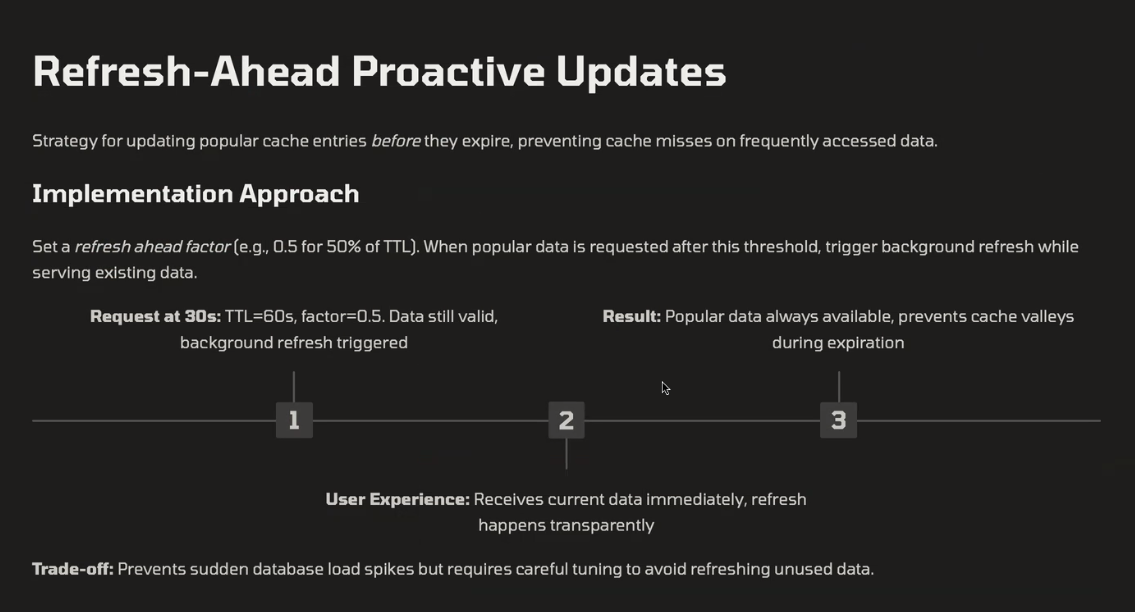 Refresh-Ahead Proactive Updates
Strategy for updating popular cache entries before they expire, preventing cache misses on frequently accessed data.
Implementation Approach
Set a refresh ahead factor (e.g., 0.5 for 50% of TTL). When popular data is requested after this threshold, trigger background refresh while
serving existing data.
Request at 30s: TTL=60s, factor=0.5. Data still valid,
background refresh triggered
Result: Popular data always available, prevents cache valleys
during expiration
1
2
3
User Experience: Receives current data immediately, refresh
happens transparently
Trade-off: Prevents sudden database load spikes but requires careful tuning to avoid refreshing unused data.